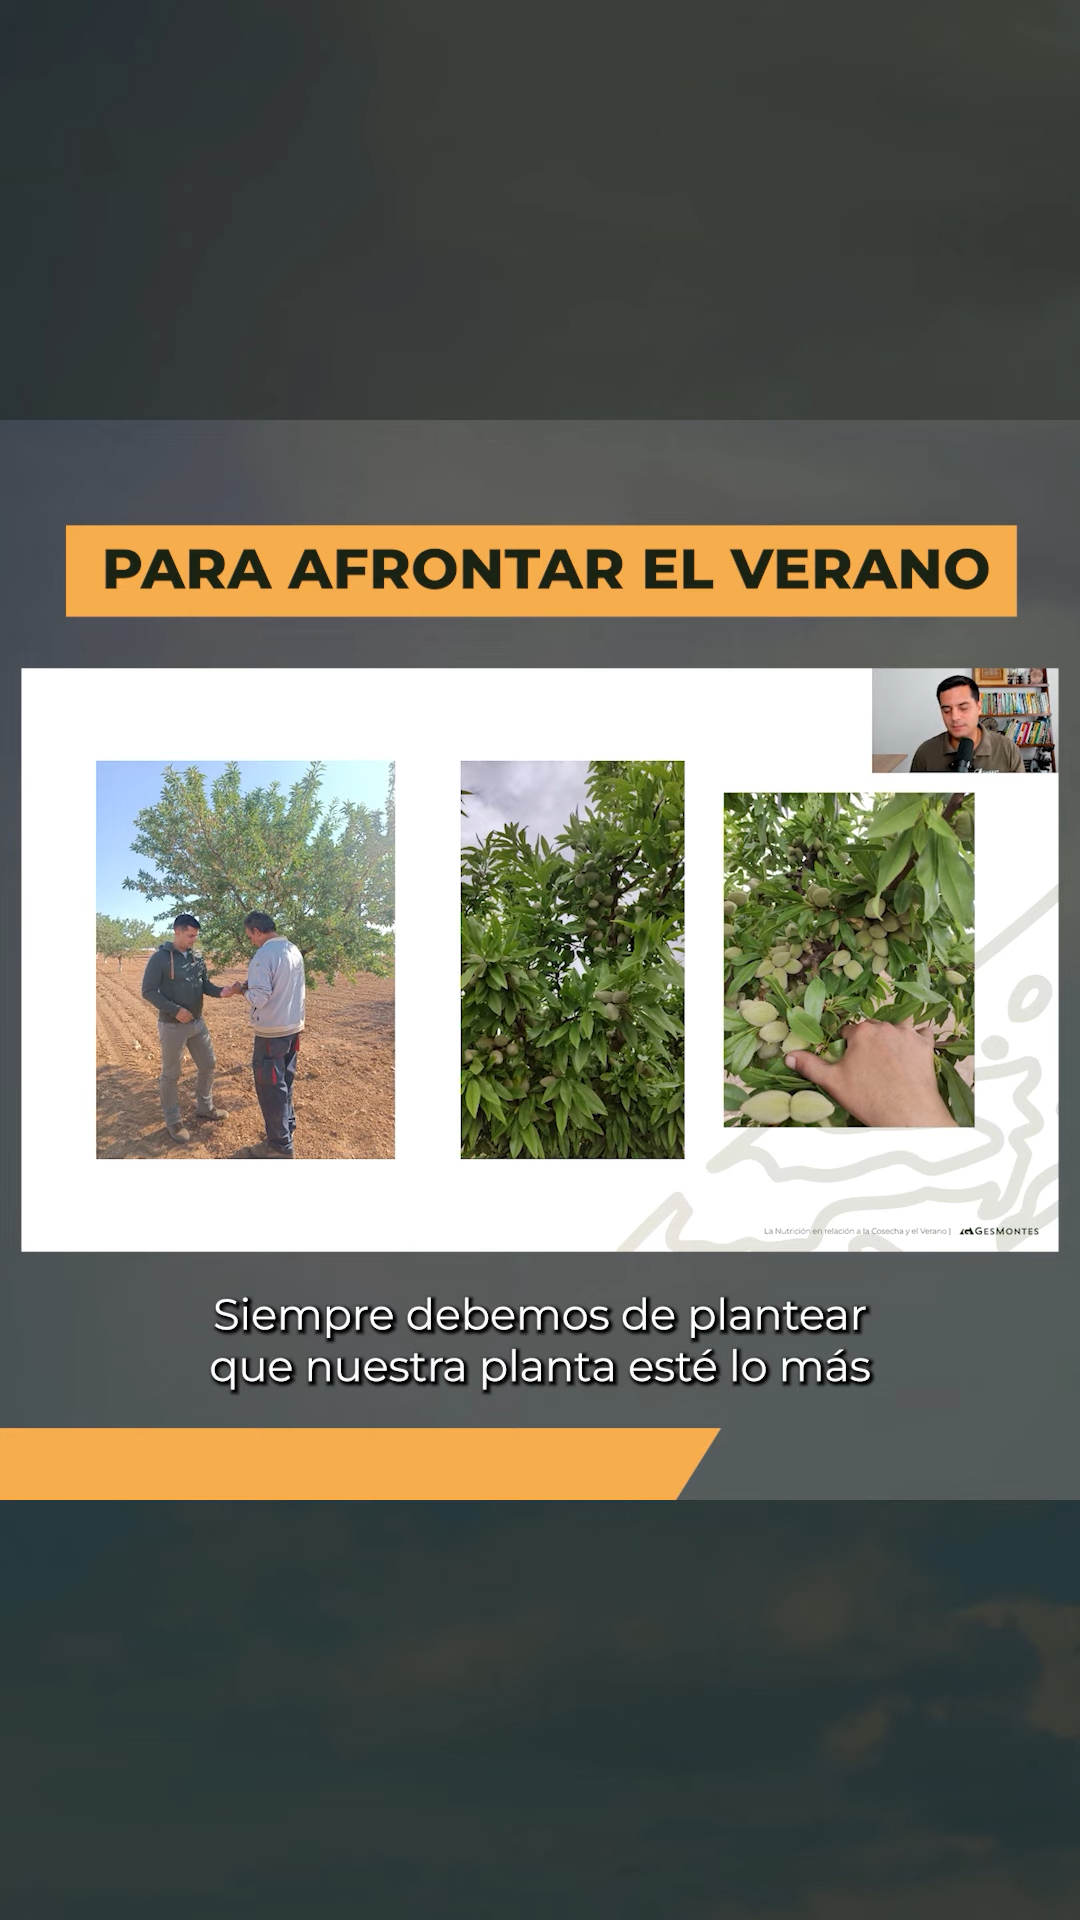 PARA AFRONTAR EL VERANO
La Nutrición en relación a la Cosecha y el Verano | GESMONTES
Siempre debemos de plantear
que nuestra planta esté lo más